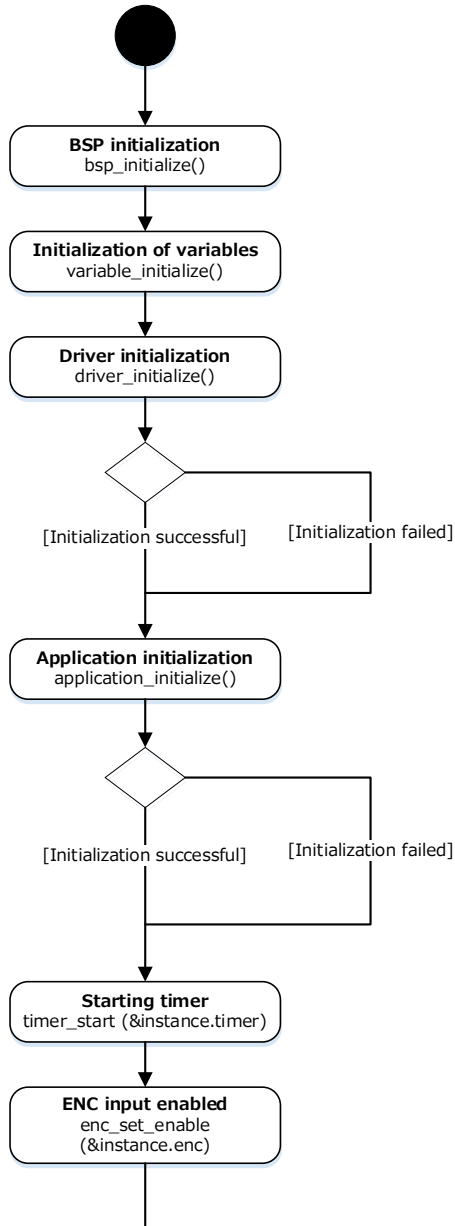 BSP initialization
bsp_initialize()
Initialization of variables
variable_initialize()
Driver initialization
driver_initialize()
[Initialization successful]
[Initialization failed]
Application initialization
application_initialize()
[Initialization successful]
[Initialization failed]
Starting timer
timer_start (&instance.timer)
ENC input enabled
enc_set_enable
(&instance.enc)